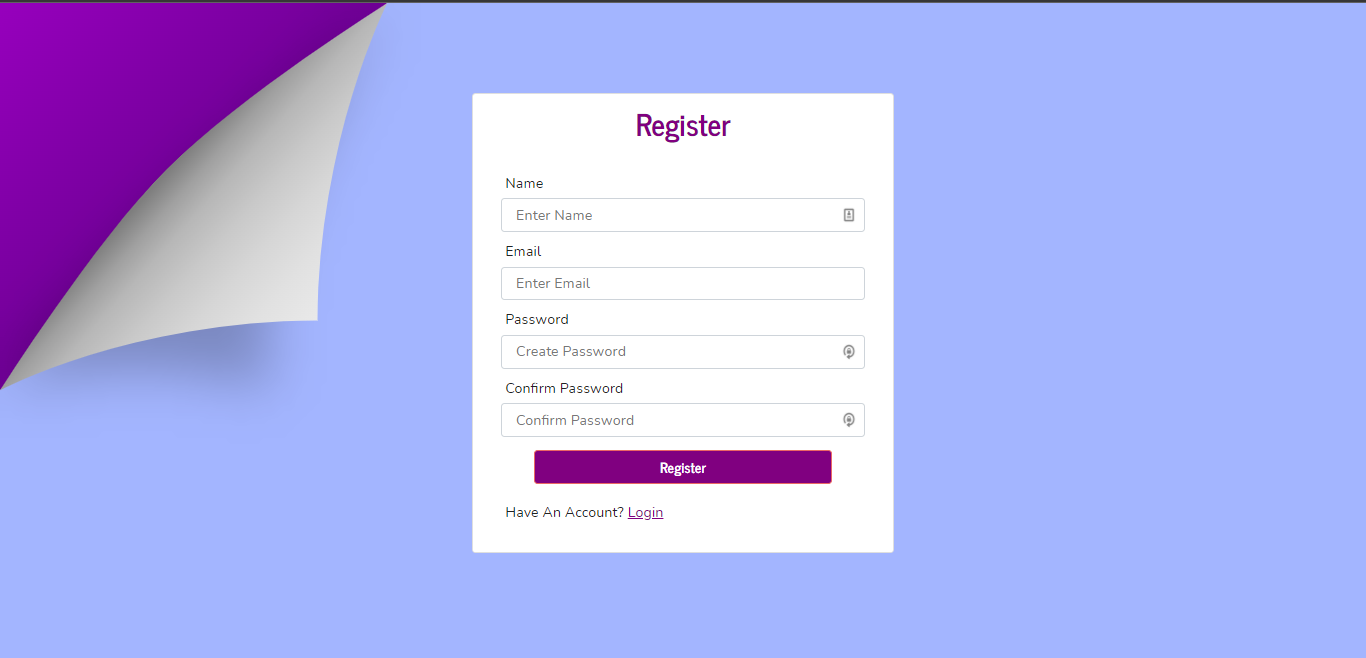 Register
Name
Enter Name
Email
Enter Email
Password
Create Password
Confirm Password
Confirm Password
Register
Have An Account? Login